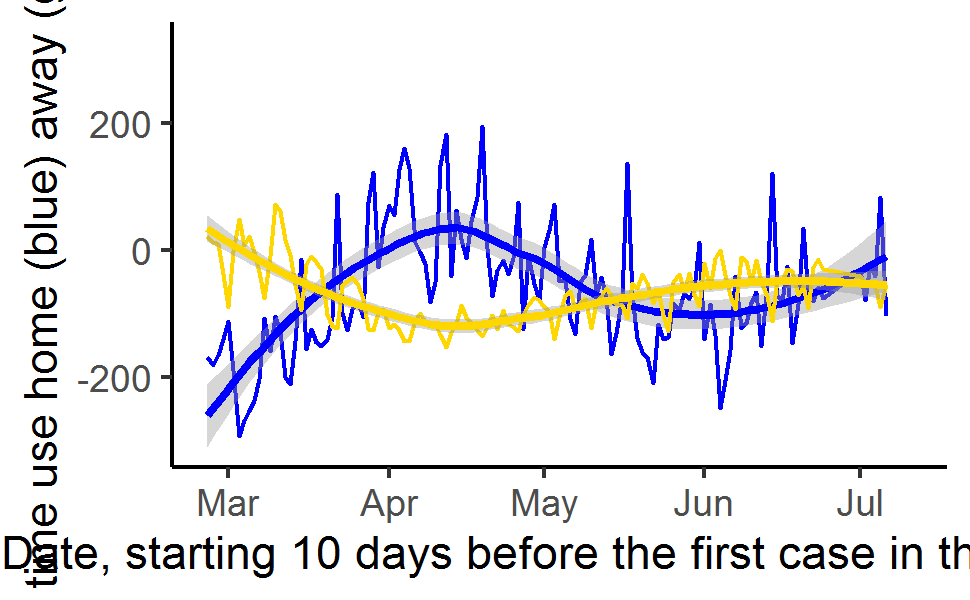 time use home (blue) away (
200
0
-200
Mar Apr May Jun Jul
Date, starting 10 days before the first case in th